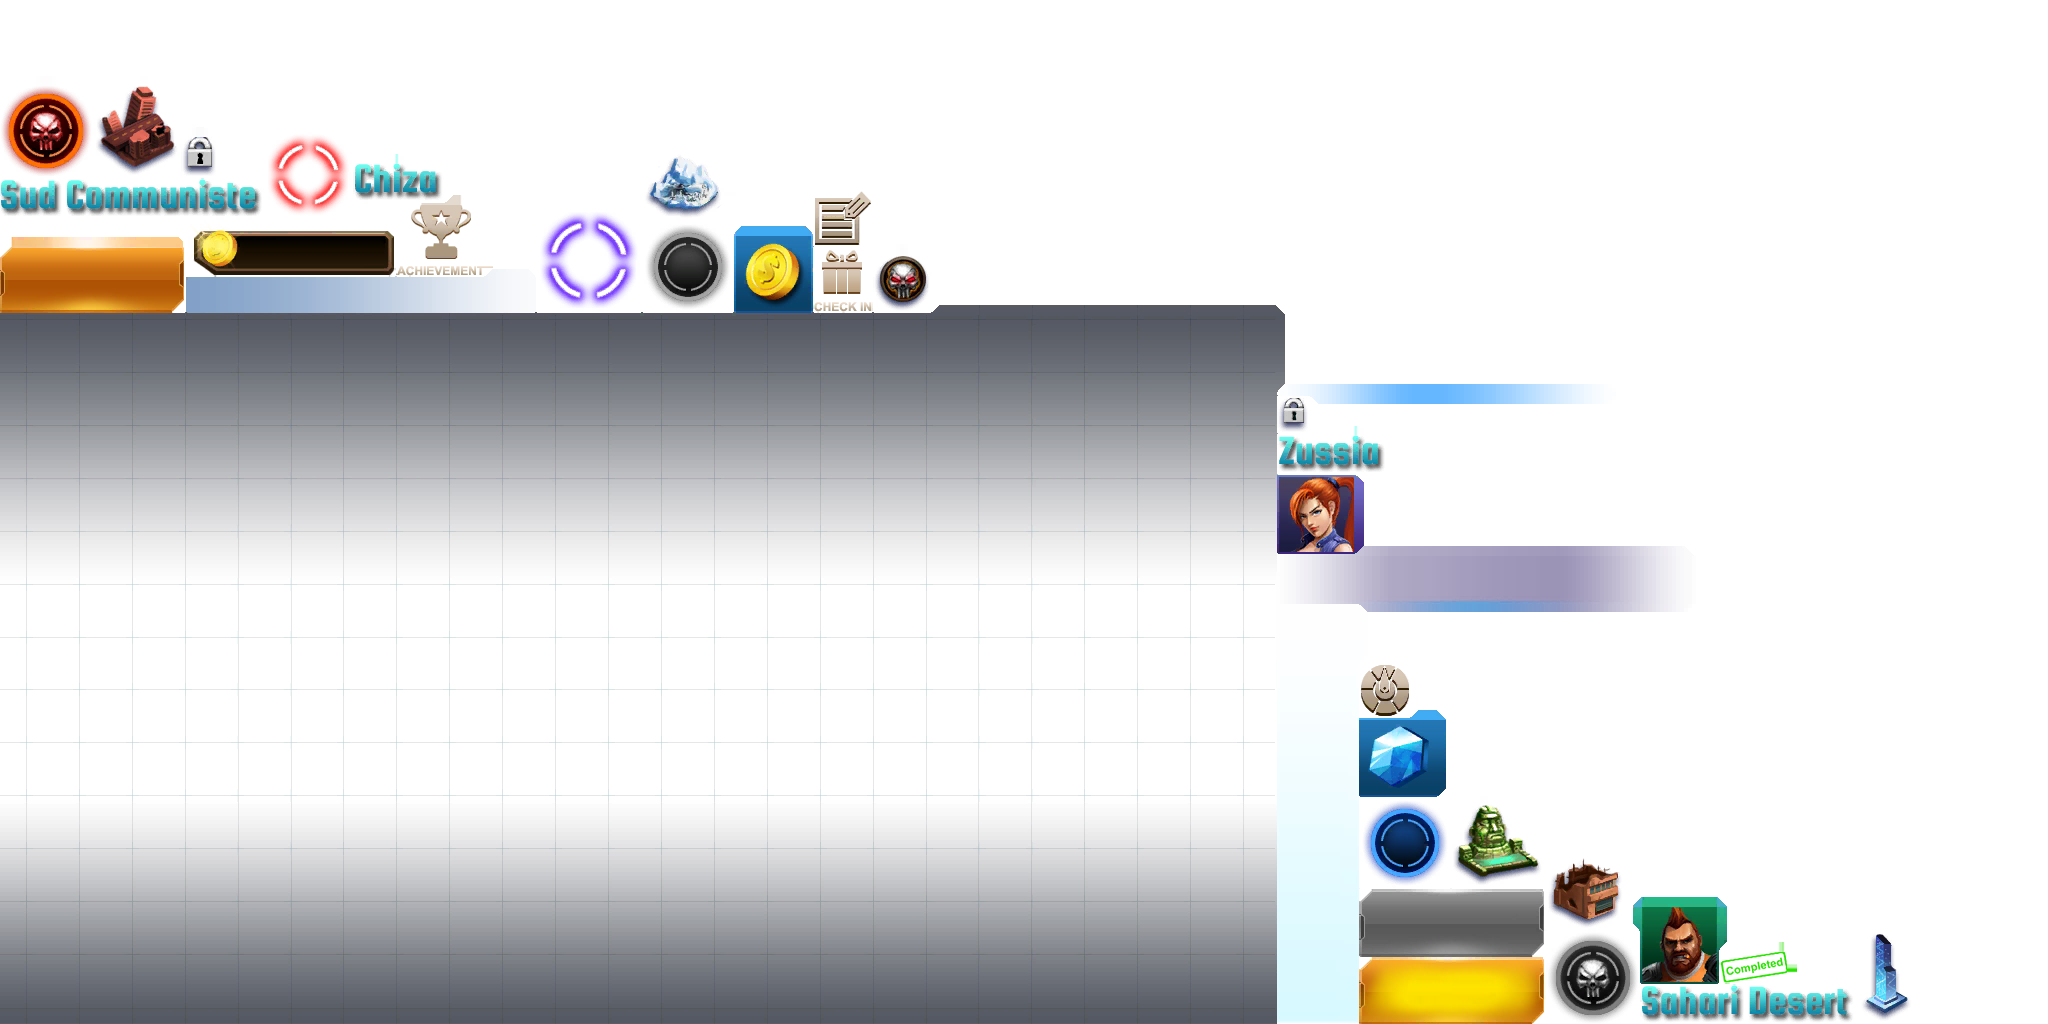 Sud Communiste
Chiza
ACHIEVEMENT
CHECK IN
Zussia
Completed
Sahari Desert